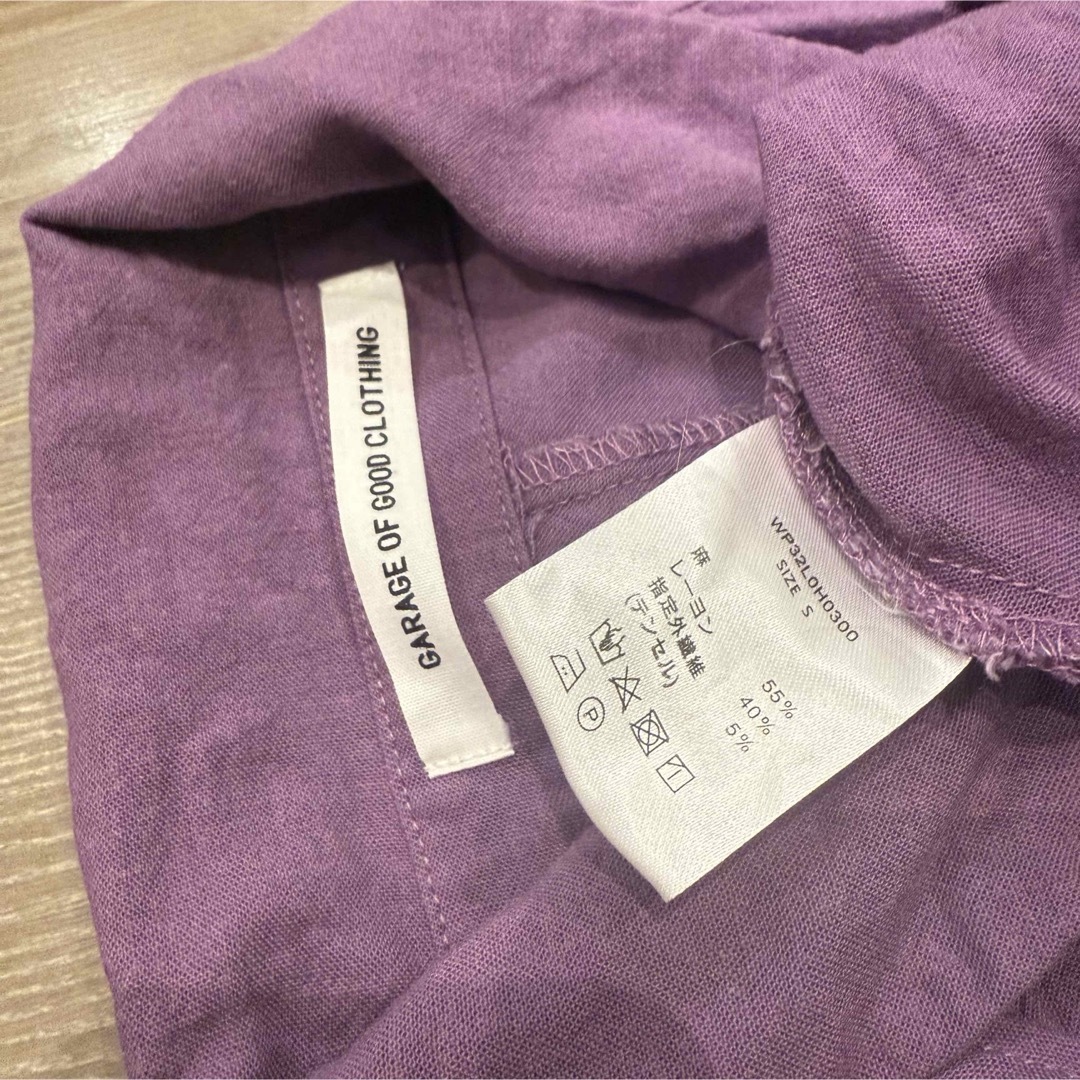 GARAGE OF GOOD CLOTHING
WP32L0H0300
SIZE S
麻 55%
レーヨン 40%
指定外繊維 5%
(テンセル)
P